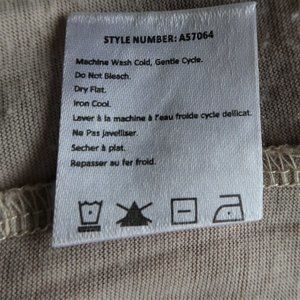 STYLE NUMBER: A57064
Machine Wash Cold, Gentle Cycle.
Do Not Bleach.
Dry Flat.
Iron Cool.
Laver à la machine à l'eau froide cycle delicat.
Ne Pas javelliser.
Secher à plat.
Repasser au fer froid.